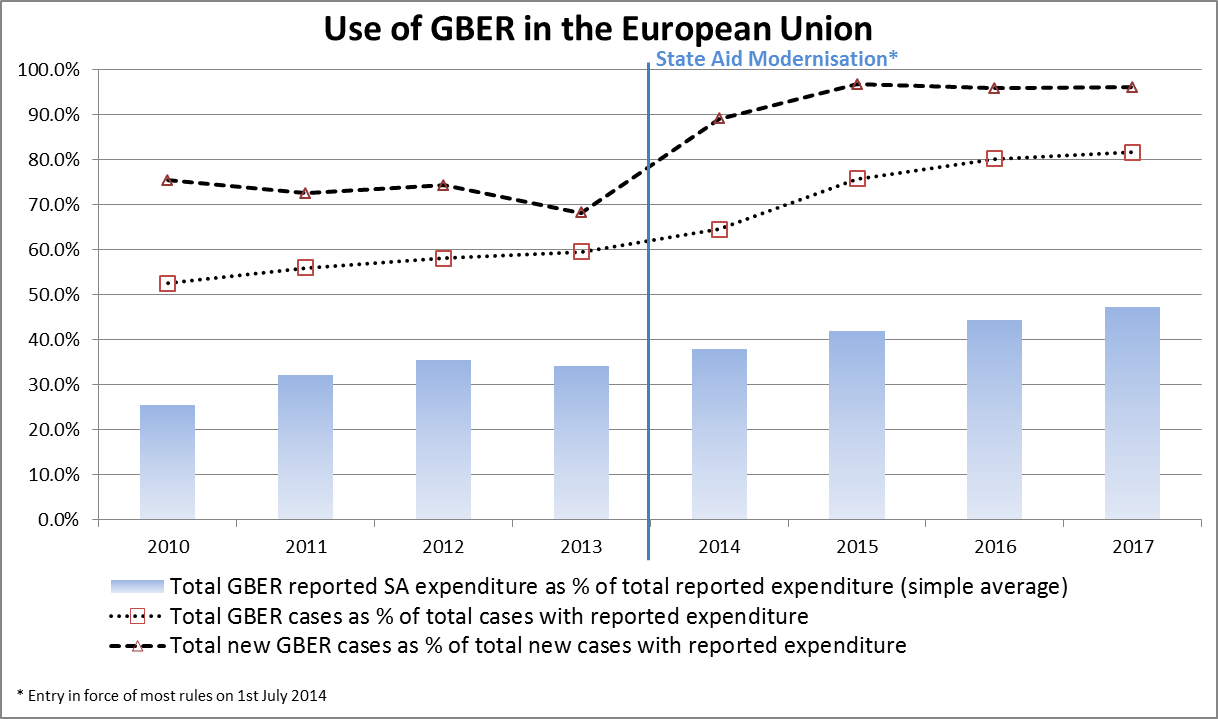 Use of GBER in the European Union
State Aid Modernisation*
100.0%
90.0%
80.0%
70.0%
60.0%
50.0%
40.0%
30.0%
20.0%
10.0%
0.0%
2010 2011 2012 2013 2014 2015 2016 2017
Total GBER reported SA expenditure as % of total reported expenditure (simple average)
Total GBER cases as % of total cases with reported expenditure
Total new GBER cases as % of total new cases with reported expenditure
* Entry in force of most rules on 1st July 2014